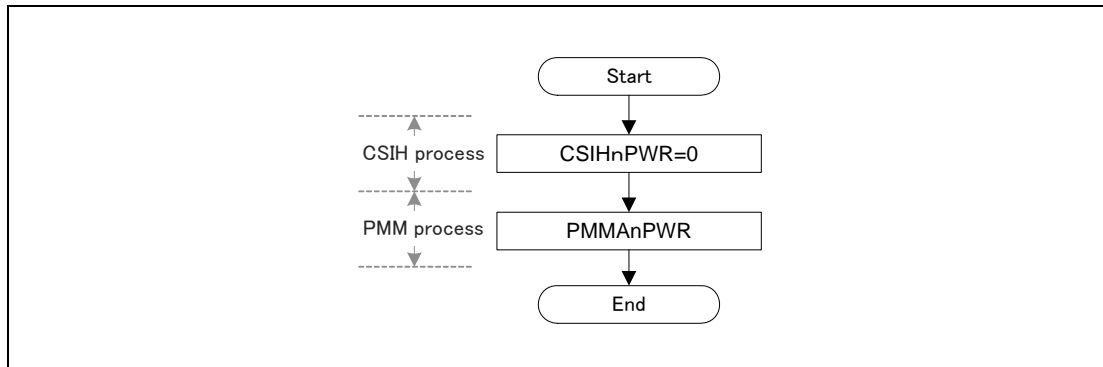 Start
CSIH process
CSIHnPWR=0
PMM process
PMMAnPWR
End